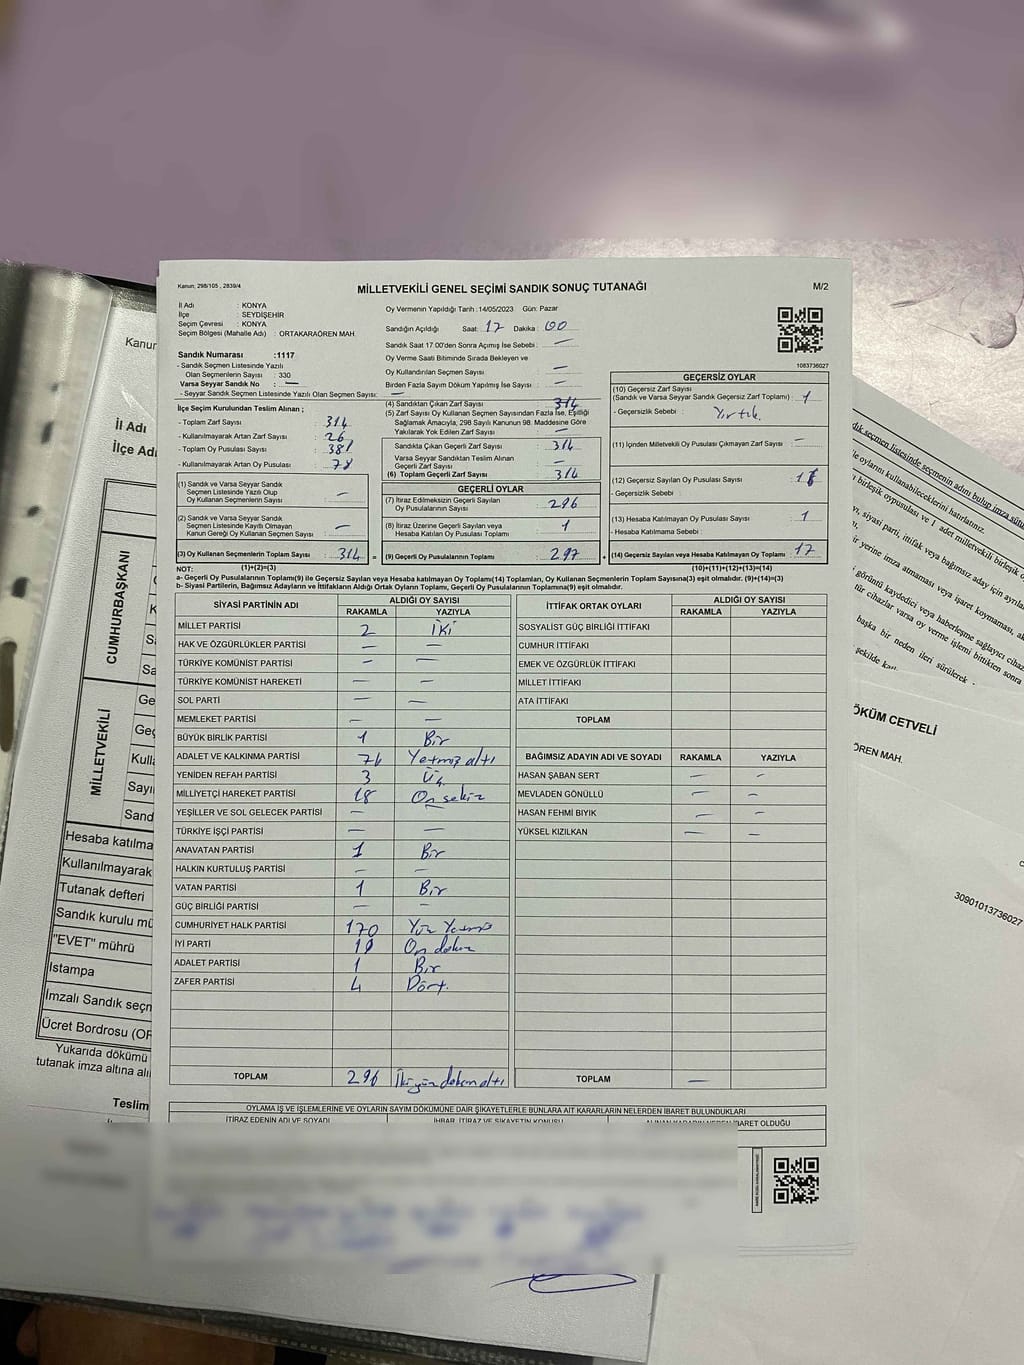 Kanun; 298/105 , 2839/4
MİLLETVEKİLİ GENEL SEÇİMİ SANDIK SONUÇ TUTANAĞI
M/2
İl Adı : KONYA
İlçe : SEYDİŞEHİR
Seçim Çevresi : KONYA
Seçim Bölgesi (Mahalle Adı) : ORTAKARAÖREN MAH.
Sandık Numarası :1117
- Sandık Seçmen Listesinde Yazılı
Olan Seçmenlerin Sayısı : 330
Varsa Seyyar Sandık No : —
- Seyyar Sandık Seçmen Listesinde Yazılı Olan Seçmen Sayısı: —
Oy Vermenin Yapıldığı Tarih :14/05/2023 Gün: Pazar
Sandığın Açıldığı Saat: 17 Dakika : 00
Sandık Saat 17.00'den Sonra Açımış İse Sebebi : —
Oy Verme Saati Bitiminde Sırada Bekleyen ve
Oy Kullandırılan Seçmen Sayısı : —
Birden Fazla Sayım Döküm Yapılmış İse Sayısı : —
1083736027
İlçe Seçim Kurulundan Teslim Alınan ;
- Toplam Zarf Sayısı : 314
- Kullanılmayarak Artan Zarf Sayısı : 26
- Toplam Oy Pusulası Sayısı : 381
- Kullanılmayarak Artan Oy Pusulası : 78
(1) Sandık ve Varsa Seyyar Sandık
Seçmen Listesinde Yazılı Olup
Oy Kullanan Seçmenlerin Sayısı : —
(2) Sandık ve Varsa Seyyar Sandık
Seçmen Listesinde Kayıtlı Olmayan
Kanun Gereği Oy Kullanan Seçmen Sayısı : —
(3) Oy Kullanan Seçmenlerin Toplam Sayısı : 314 =
(4) Sandıktan Çıkan Zarf Sayısı : 314
(5) Zarf Sayısı Oy Kullanan Seçmen Sayısından Fazla İse, Eşitliği
Sağlamak Amacıyla; 298 Sayılı Kanunun 98. Maddesine Göre
Yakılarak Yok Edilen Zarf Sayısı : —
Sandıkta Çıkan Geçerli Zarf Sayısı : 314
Varsa Seyyar Sandıktan Teslim Alınan
Geçerli Zarf Sayısı : —
(6) Toplam Geçerli Zarf Sayısı : 314
GEÇERLİ OYLAR
(7) İtiraz Edilmeksizin Geçerli Sayılan
Oy Pusulasının Sayısı : 296
(8) İtiraz Üzerine Geçerli Sayılan veya
Hesaba Katılan Oy Pusulası Toplamı : 1
(9) Geçerli Oy Pusulalarının Toplamı : 297 +
GEÇERSİZ OYLAR
(10) Geçersiz Zarf Sayısı
(Sandık ve Varsa Seyyar Sandık Geçersiz Zarf Toplamı) : 1
- Geçersizlik Sebebi : Yırtık.
(11) İçinden Milletvekili Oy Pusulası Çıkmayan Zarf Sayısı : —
(12) Geçersiz Sayılan Oy Pusulası Sayısı :
- Geçersizlik Sebebi :
(13) Hesaba Katılmayan Oy Pusulası Sayısı : 1
- Hesaba Katılmama Sebebi :
(14) Geçersiz Sayılan veya Hesaba Katılmayan Oy Toplamı : 17
NOT: (1)+(2)=(3) (10)+(11)+(12)+(13)=(14)
a- Geçerli Oy Pusulalarının Toplamı(9) ile Geçersiz Sayılan veya Hesaba katılmayan Oy Toplamı(14) Toplamları, Oy Kullanan Seçmenlerin Toplam Sayısına(3) eşit olmalıdır. (9)+(14)=(3)
b- Siyasi Partilerin, Bağımsız Adayların ve İttifakların Aldığı Ortak Oyların Toplamı, Geçerli Oy Pusulalarının Toplamına(9) eşit olmalıdır.
SİYASİ PARTİNİN ADI ALDIĞI OY SAYISI
RAKAMLA YAZIYLA
MİLLET PARTİSİ 2 İKİ
HAK VE ÖZGÜRLÜKLER PARTİSİ — —
TÜRKİYE KOMÜNİST PARTİSİ — —
TÜRKİYE KOMÜNİST HAREKETİ — —
SOL PARTİ — —
MEMLEKET PARTİSİ — —
BÜYÜK BİRLİK PARTİSİ 1 Bir
ADALET VE KALKINMA PARTİSİ 76 Yetmiş altı
YENİDEN REFAH PARTİSİ 3 Üç
MİLLİYETÇİ HAREKET PARTİSİ 18 On sekiz
YEŞİLLER VE SOL GELECEK PARTİSİ —
TÜRKİYE İŞÇİ PARTİSİ — —
ANAVATAN PARTİSİ 1 Bir
HALKIN KURTULUŞ PARTİSİ — —
VATAN PARTİSİ 1 Bir
GÜÇ BİRLİĞİ PARTİSİ — —
CUMHURİYET HALK PARTİSİ 170 Yüz Yetmiş
İYİ PARTİ 19 On dokuz
ADALET PARTİSİ 1 Bir
ZAFER PARTİSİ 4 Dört.
TOPLAM 296 İkiyüz doksan altı
İTTİFAK ORTAK OYLARI ALDIĞI OY SAYISI
RAKAMLA YAZIYLA
SOSYALİST GÜÇ BİRLİĞİ İTTİFAKI
CUMHUR İTTİFAKI
EMEK VE ÖZGÜRLÜK İTTİFAKI
MİLLET İTTİFAKI
ATA İTTİFAKI
TOPLAM
BAĞIMSIZ ADAYIN ADI VE SOYADI RAKAMLA YAZIYLA
HASAN ŞABAN SERT — —
MEVLADEN GÖNÜLLÜ — —
HASAN FEHMİ BIYIK — —
YÜKSEL KIZILKAN — —
TOPLAM —
OYLAMA İŞ VE İŞLEMLERİNE VE OYLARIN SAYIM DÖKÜMÜNE DAİR ŞİKAYETLERLE BUNLARA AİT KARARLARIN NELERDEN İBARET BULUNDUKLARI
İTİRAZ EDENİN ADI VE SOYADI İHBAR, İTİRAZ VE ŞİKAYETİN KONUSU
BARET OLDUĞU
Kanun
İl Adı
İlçe Adı
CUMHURBAŞKANI
MİLLETVEKİLİ
Ge
Geç
Kulla
Sayı
Sand
Hesaba katılma
Kullanılmayarak
Tutanak defteri
Sandık kurulu mü
"EVET" mührü
Istampa
İmzalı Sandık seçn
Ücret Bordrosu (OR
Yukarıda dökümü
tutanak imza altına alı
Teslim
dık seçmen listesinde seçmenin adını bulup imza
le oylarını kullanabileceklerini hatırlatınız.
ı birleşik oypusulası ve 1 adet milletvekili birleşik
vı, siyasi parti, ittifak veya bağımsız aday için ayrıla
ir yerine imza atmaması veya işaret koymaması,
i görüntü kaydedici veya haberleşme sağlayıcı ciha
tür cihazlar varsa oy verme işlemi bittikten sonra
başka bir neden ileri sürülerek
şekilde
ÖKÜM CETVELİ
ÖREN MAH.
30901013736027